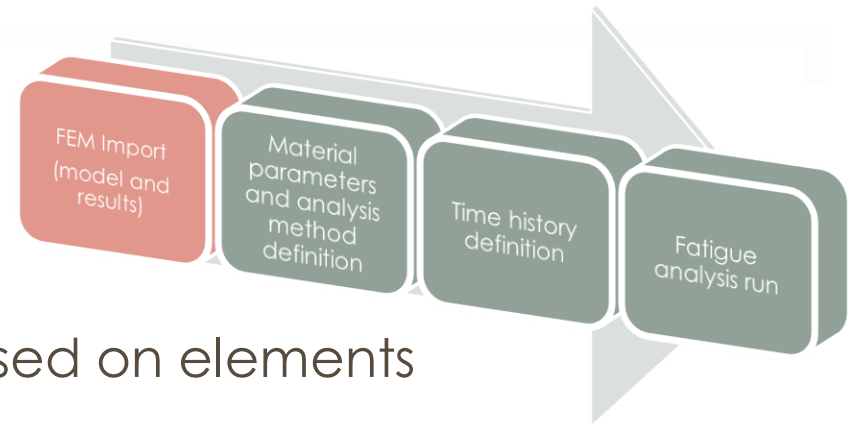 FEM Import
(model and
results)
Material
parameters
and analysis
method
definition
Time history
definition
Fatigue
analysis run
sed on elements